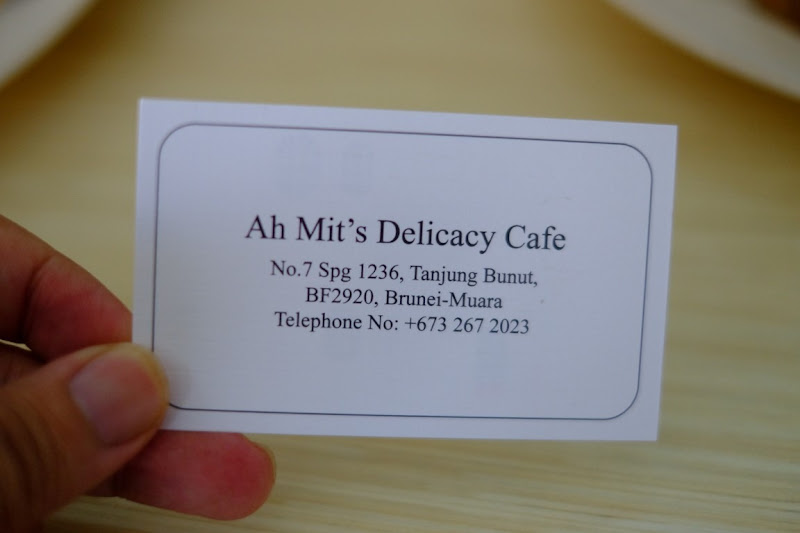 Ah Mit's Delicacy Cafe
No.7 Spg 1236, Tanjung Bunut,
BF2920, Brunei-Muara
Telephone No: +673 267 2023